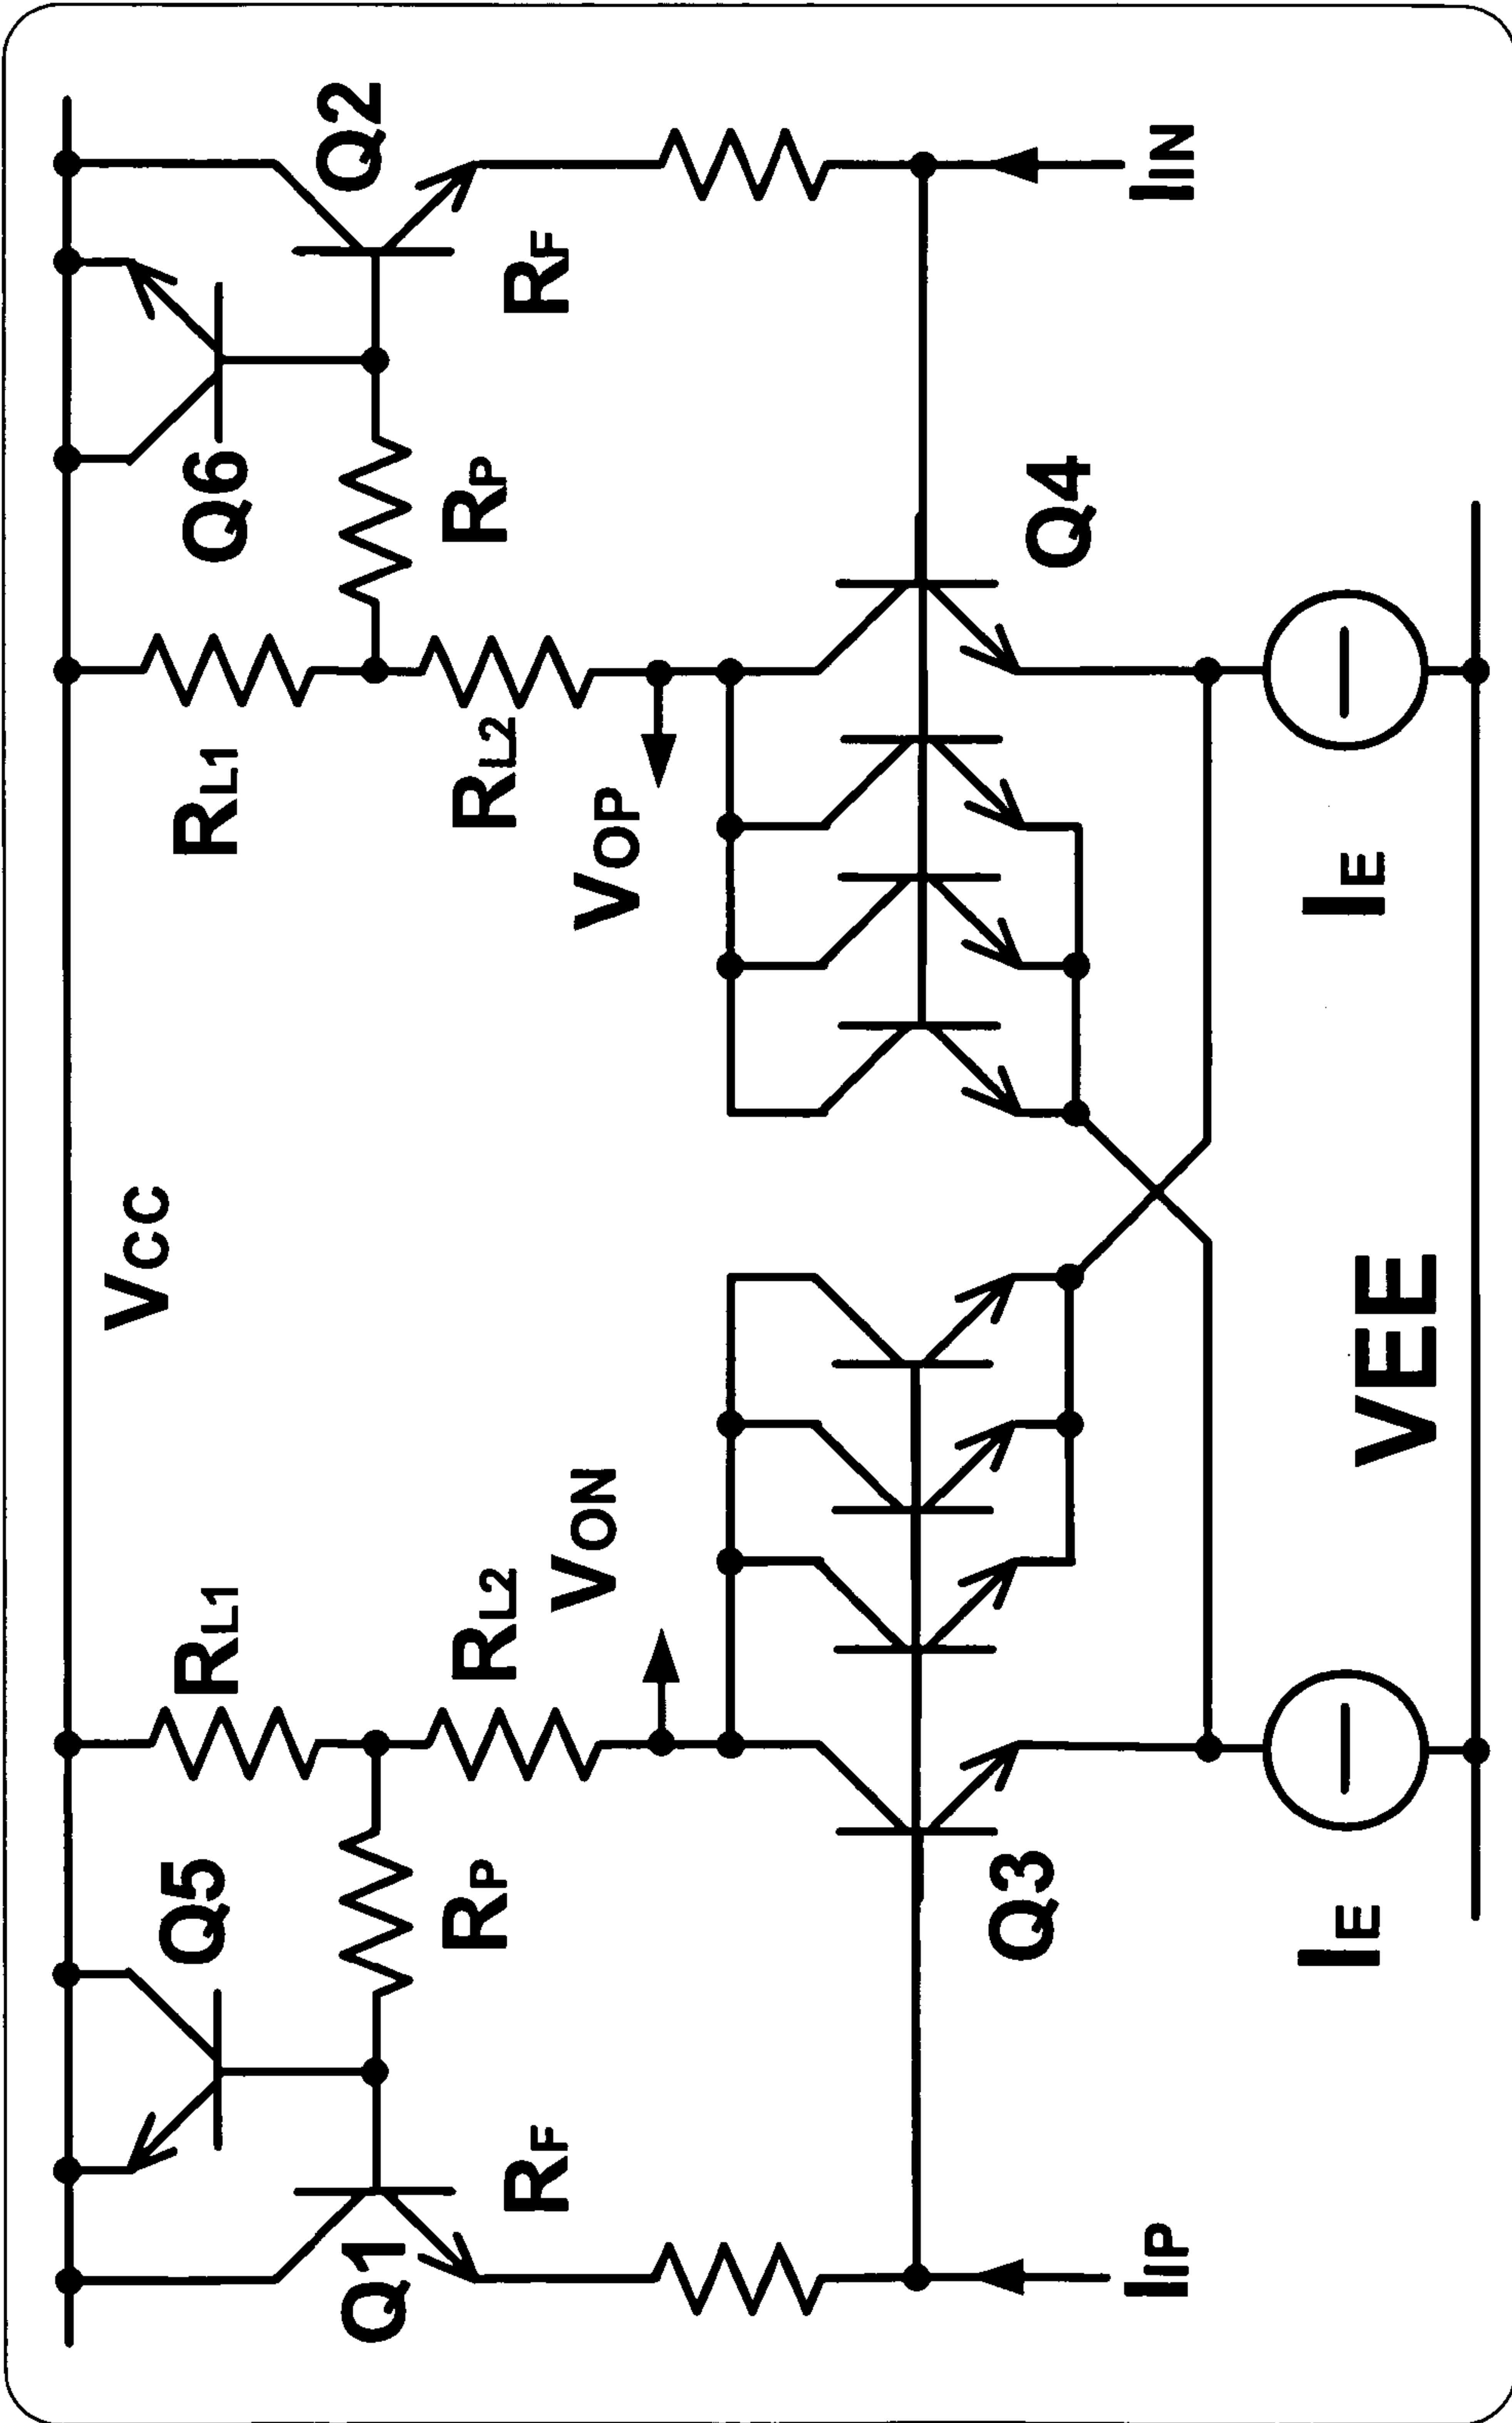 VCC
Q5
RL1
RL1
Q6
Q1
Q2
RP
RL2
RL2
RP
RF
RF
VON
VOP
Q3
Q4
IIP
IIN
IE
VEE
IE